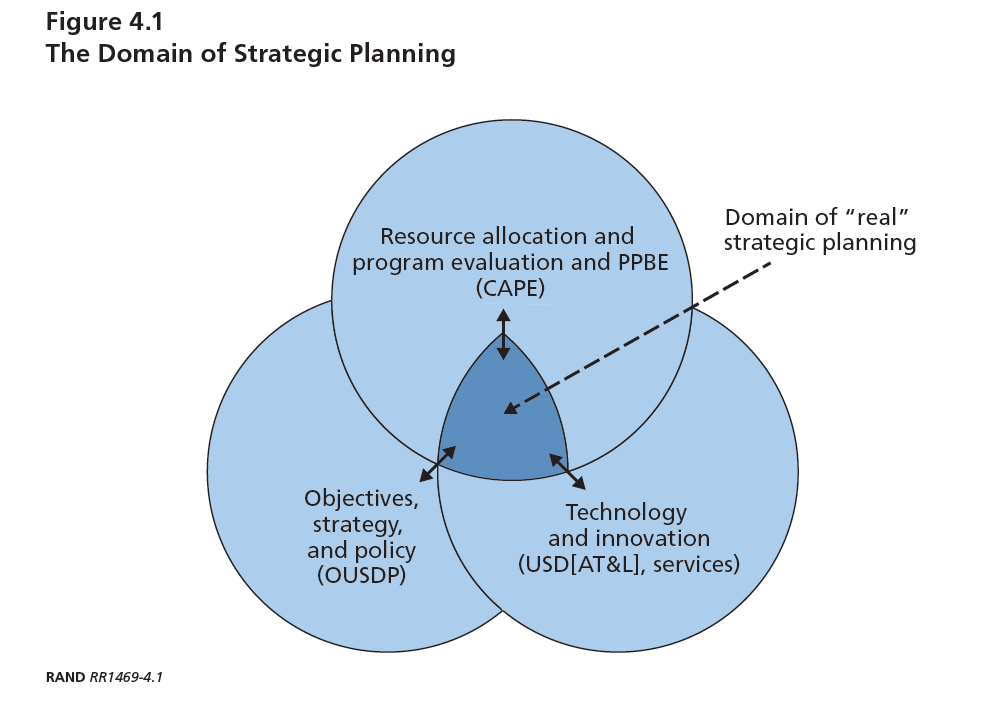 Figure 4.1
The Domain of Strategic Planning
Domain of “real”
strategic planning
Resource allocation and
program evaluation and PPBE
(CAPE)
Objectives,
strategy,
and policy
(OUSDP)
Technology
and innovation
(USD[AT&L], services)
RAND RR1469-4.1